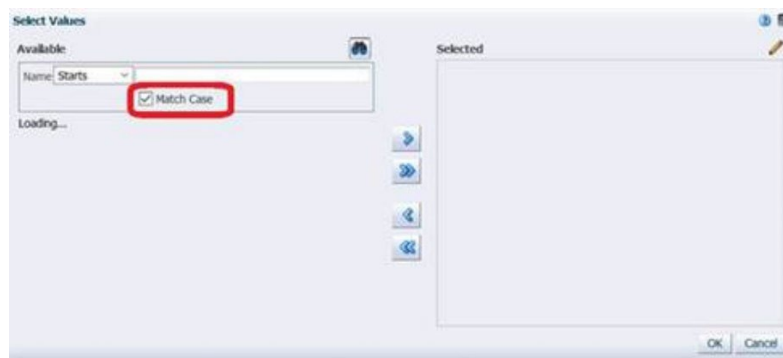 Select Values
Available
Selected
Name Starts
Match Case
Loading...
OK Cancel